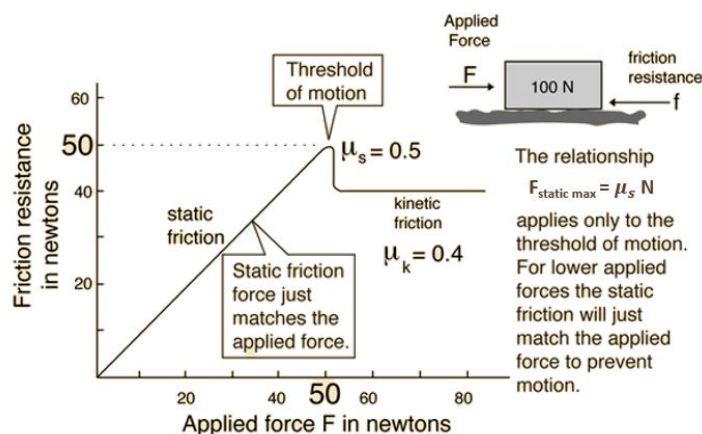 Applied
Force
F
100 N
friction
resistance
f
Threshold
of motion
60
50
40
20
Friction resistance
in newtons
μs = 0.5
static
friction
kinetic
friction
μk = 0.4
Static friction
force just
matches the
applied force.
20
40
50
60
80
Applied force F in newtons
The relationship
Fstatic max = μs N
applies only to the
threshold of motion.
For lower applied
forces the static
friction will just
match the applied
force to prevent
motion.